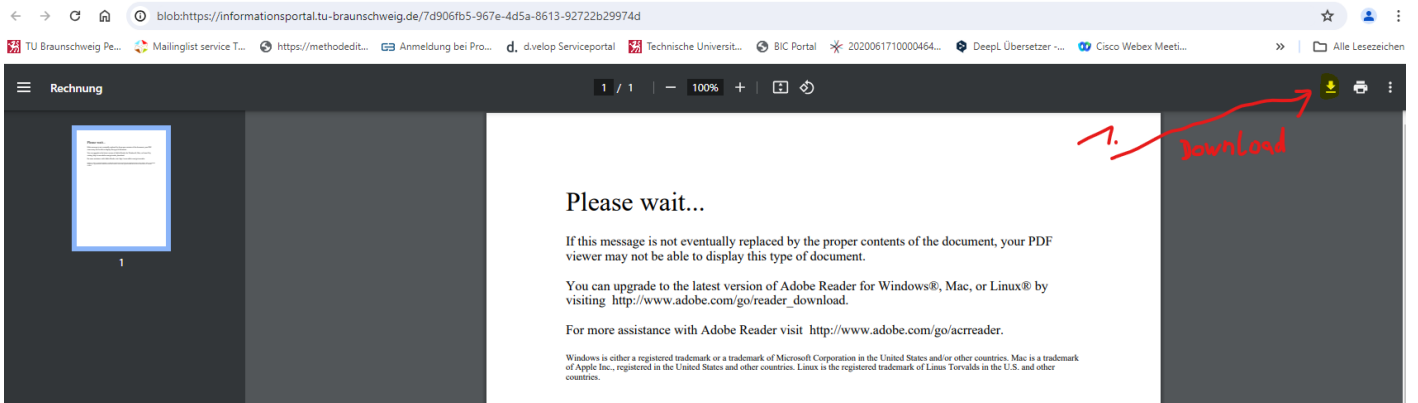 blob:https://informationsportal.tu-braunschweig.de/7d906fb5-967e-4d5a-8613-92722b29974d
TU Braunschweig Pe... Mailinglist service T... https://methodedit... Anmeldung bei Pro... d.velop Serviceportal Technische Universit... BIC Portal 2020061710000464... DeepL Übersetzer -... Cisco Webex Meeti... » Alle Lesezeichen
Rechnung 1 / 1 100%
1. Download
Please wait...
If this message is not eventually replaced by the proper contents of the document, your PDF
viewer may not be able to display this type of document.
You can upgrade to the latest version of Adobe Reader for Windows®, Mac, or Linux® by
visiting http://www.adobe.com/go/reader_download.
For more assistance with Adobe Reader visit http://www.adobe.com/go/acrreader.
Windows is either a registered trademark or a trademark of Microsoft Corporation in the United States and/or other countries. Mac is a trademark
of Apple Inc., registered in the United States and other countries. Linux is the registered trademark of Linus Torvalds in the U.S. and other
countries.
Please wait...
1